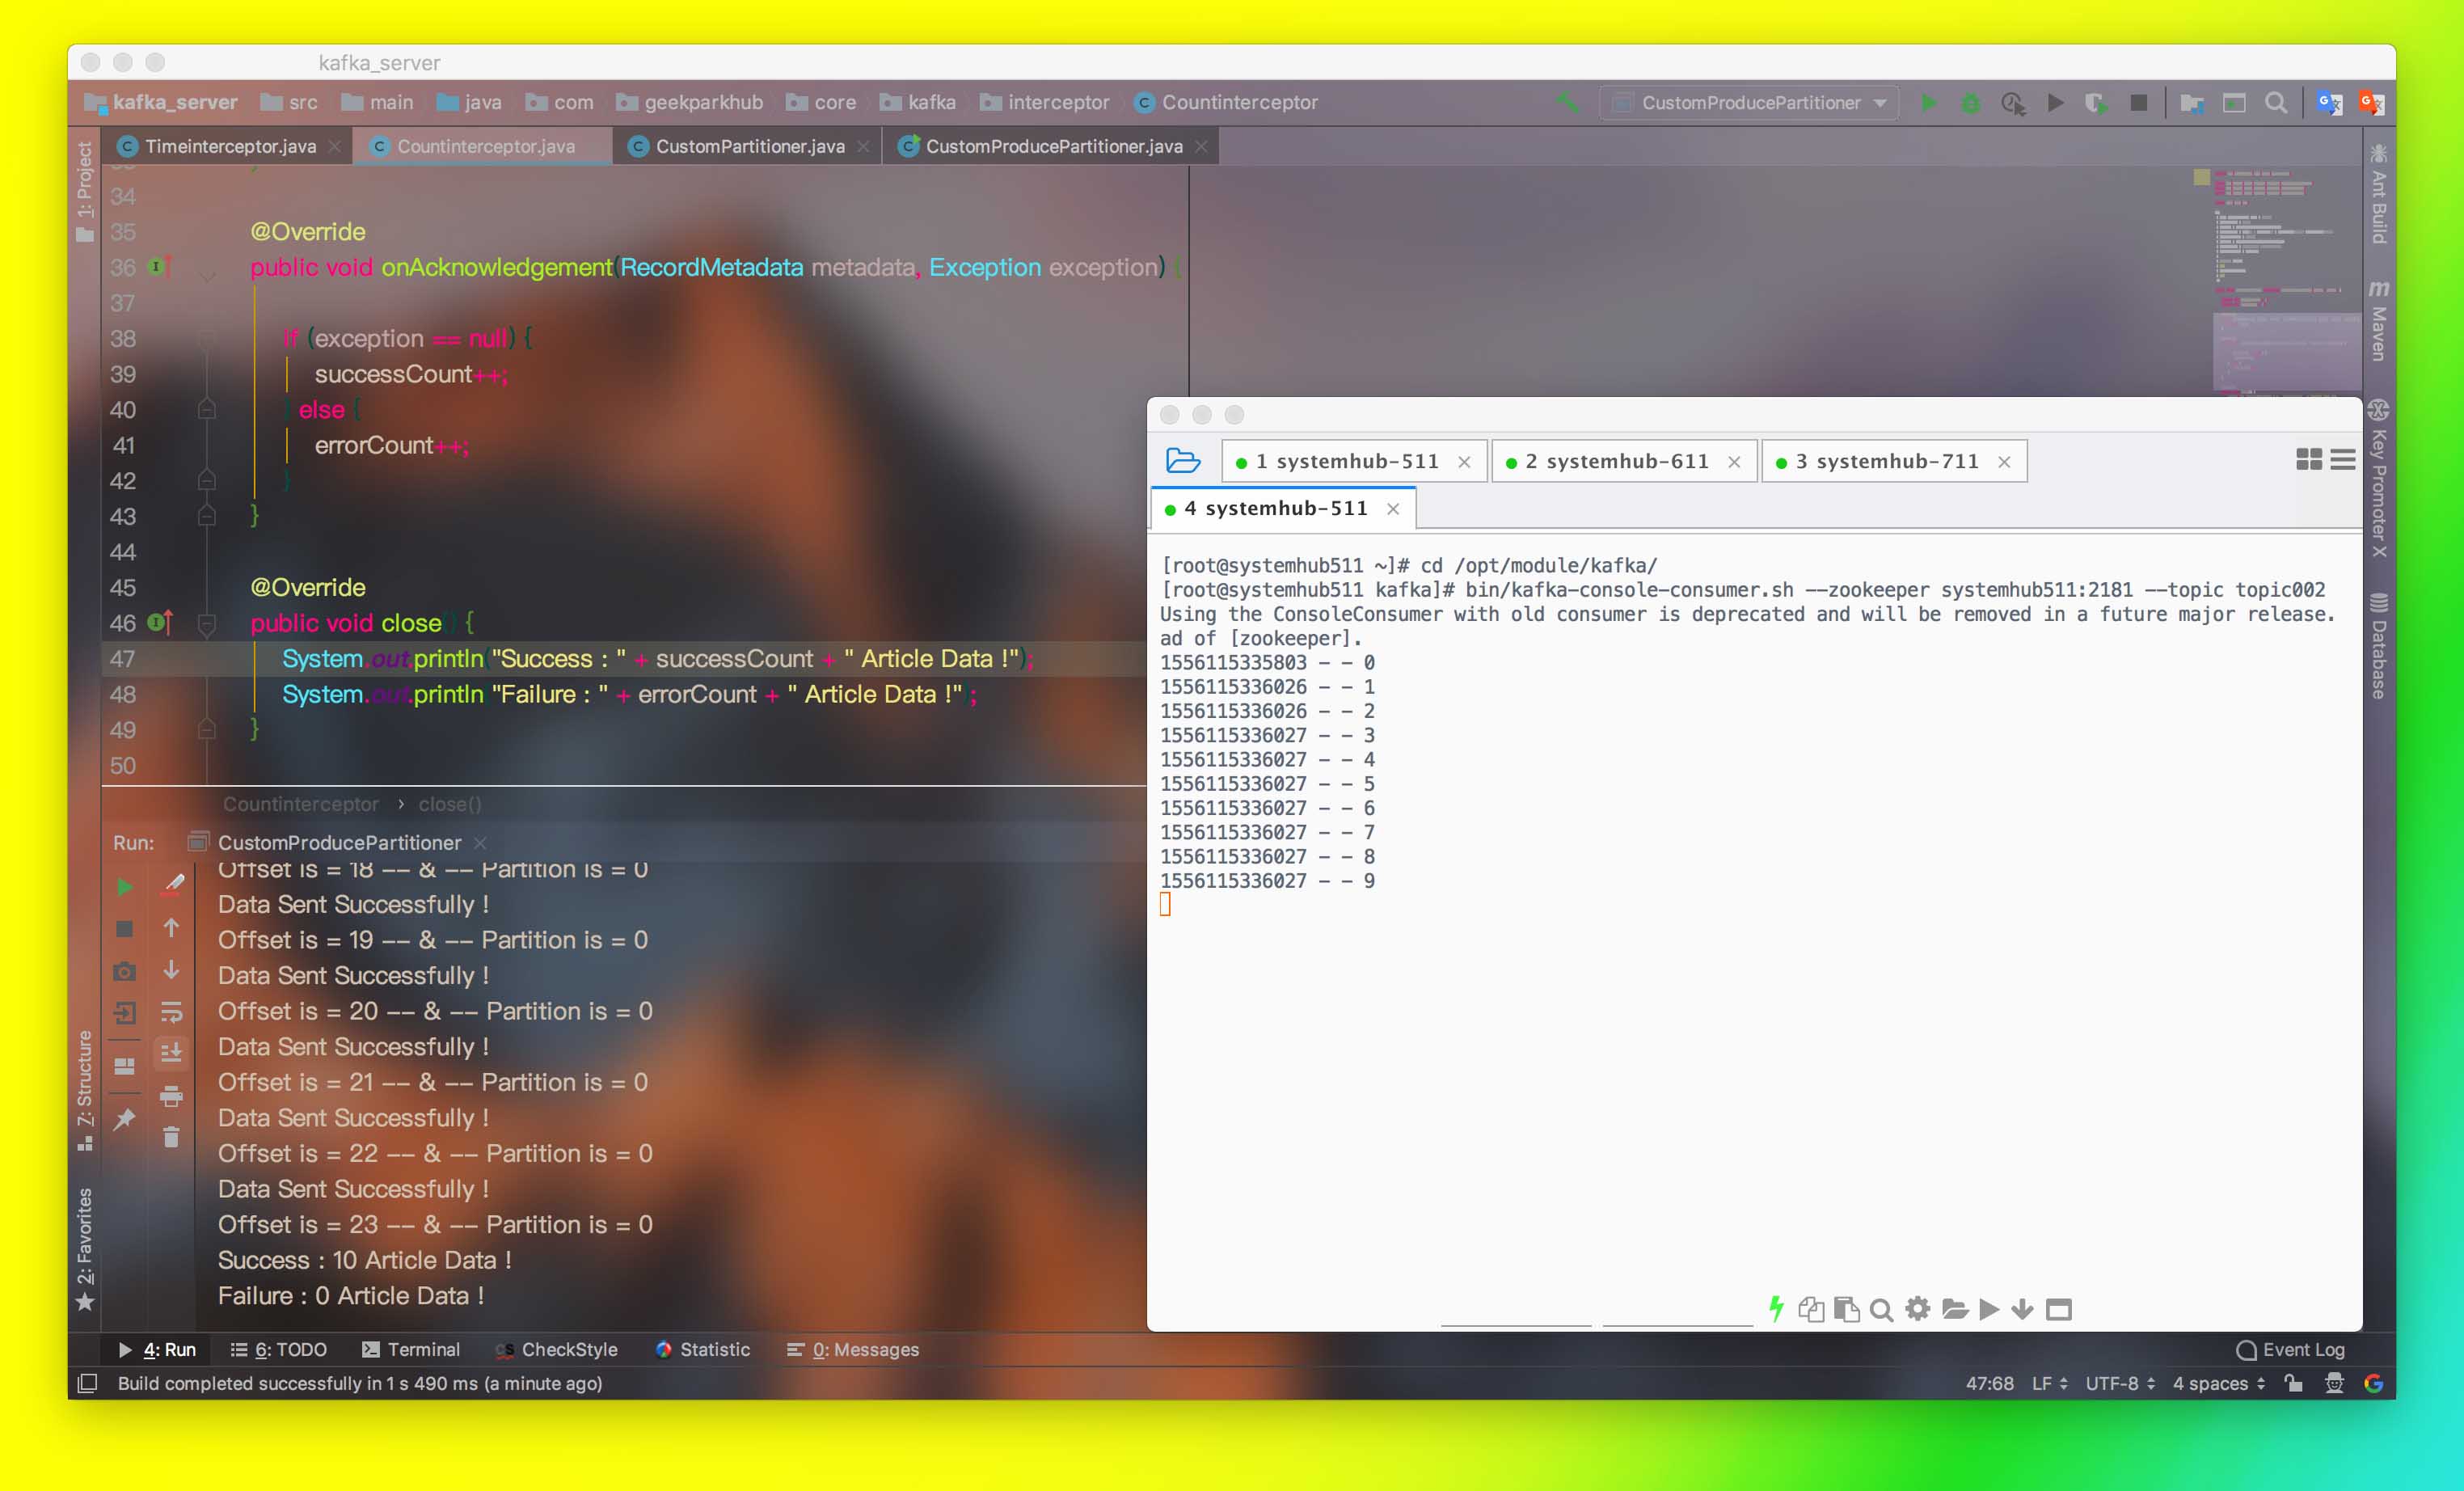 kafka_server
kafka_server src main java com geekparkhub core kafka interceptor Countinterceptor CustomProducePartitioner
Timeinterceptor.java Countinterceptor.java CustomPartitioner.java CustomProducePartitioner.java
1: Project
34
35 @Override
36 public void onAcknowledgement(RecordMetadata metadata, Exception exception) {
37
38 if (exception == null) {
39 successCount++;
40 } else {
41 errorCount++;
42 }
43 }
44
45 @Override
46 public void close() {
47 System.out.println("Success : " + successCount + " Article Data !");
48 System.out.println("Failure : " + errorCount + " Article Data !");
49 }
50
Countinterceptor › close()
Run: CustomProducePartitioner
Offset is = 18 -- & -- Partition is = 0
Data Sent Successfully !
Offset is = 19 -- & -- Partition is = 0
Data Sent Successfully !
Offset is = 20 -- & -- Partition is = 0
Data Sent Successfully !
Offset is = 21 -- & -- Partition is = 0
Data Sent Successfully !
Offset is = 22 -- & -- Partition is = 0
Data Sent Successfully !
Offset is = 23 -- & -- Partition is = 0
Success : 10 Article Data !
Failure : 0 Article Data !
7: Structure
2: Favorites
Ant Build
Maven
Key Promoter X
Database
1 systemhub-511 2 systemhub-611 3 systemhub-711
4 systemhub-511
[root@systemhub511 ~]# cd /opt/module/kafka/
[root@systemhub511 kafka]# bin/kafka-console-consumer.sh --zookeeper systemhub511:2181 --topic topic002
Using the ConsoleConsumer with old consumer is deprecated and will be removed in a future major release.
ad of [zookeeper].
1556115335803 - - 0
1556115336026 - - 1
1556115336026 - - 2
1556115336027 - - 3
1556115336027 - - 4
1556115336027 - - 5
1556115336027 - - 6
1556115336027 - - 7
1556115336027 - - 8
1556115336027 - - 9
4: Run 6: TODO Terminal CheckStyle Statistic 0: Messages Event Log
Build completed successfully in 1 s 490 ms (a minute ago) 47:68 LF UTF-8 4 spaces